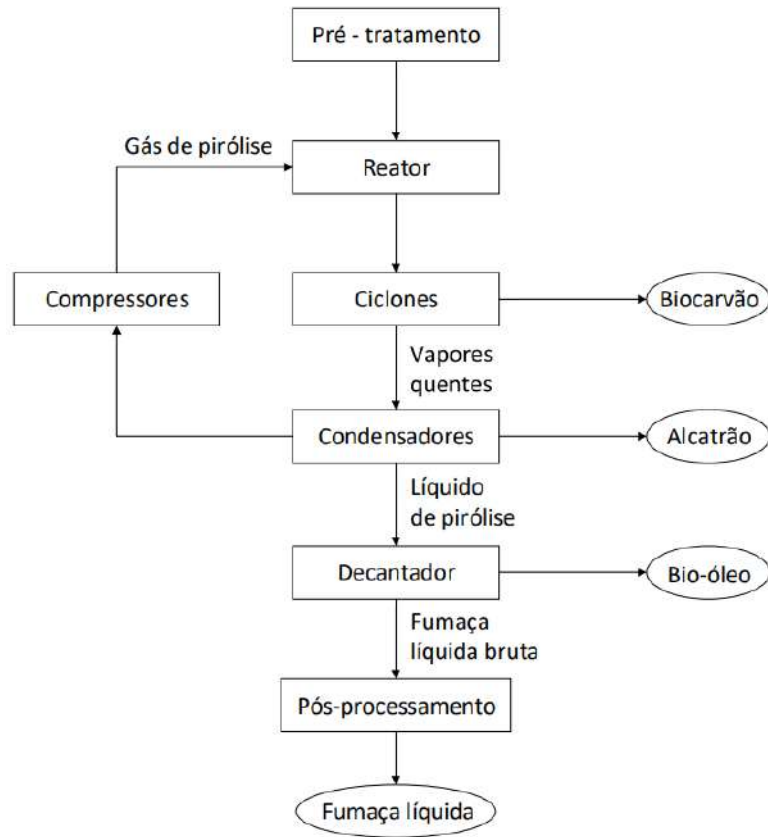 Pré - tratamento
Gás de pirólise
Reator
Compressores
Ciclones
Biocarvão
Vapores
quentes
Condensadores
Alcatrão
Líquido
de pirólise
Decantador
Bio-óleo
Fumaça
líquida bruta
Pós-processamento
Fumaça líquida